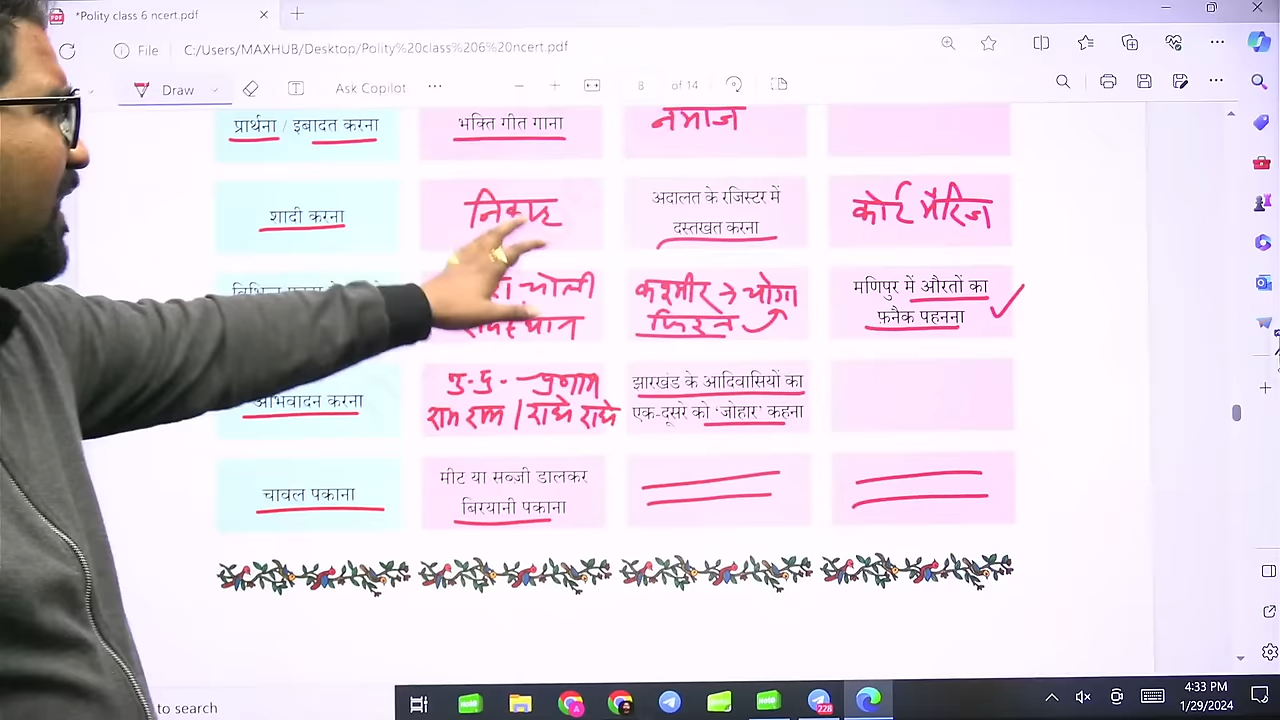 *Polity class 6 ncert.pdf
File
C:/Users/MAXHUB/Desktop/Polity%20class%206%20ncert.pdf
Draw
Ask Copilot
8 of 14
प्रार्थना / इबादत करना
भक्ति गीत गाना
नमाज
शादी करना
निकाह
अदालत के रजिस्टर में
दस्तखत करना
कोर्ट मैरिज
चोली
कश्मीर → चोगा
फिरन
मणिपुर में औरतों का
फ़नैक पहनना
अभिवादन करना
नु.दु. - प्रणाम
राम राम / राधे राधे
झारखंड के आदिवासियों का
एक-दूसरे को 'जोहार' कहना
चावल पकाना
मीट या सब्ज़ी डालकर
बिरयानी पकाना
to search
228
4:33 PM
1/29/2024